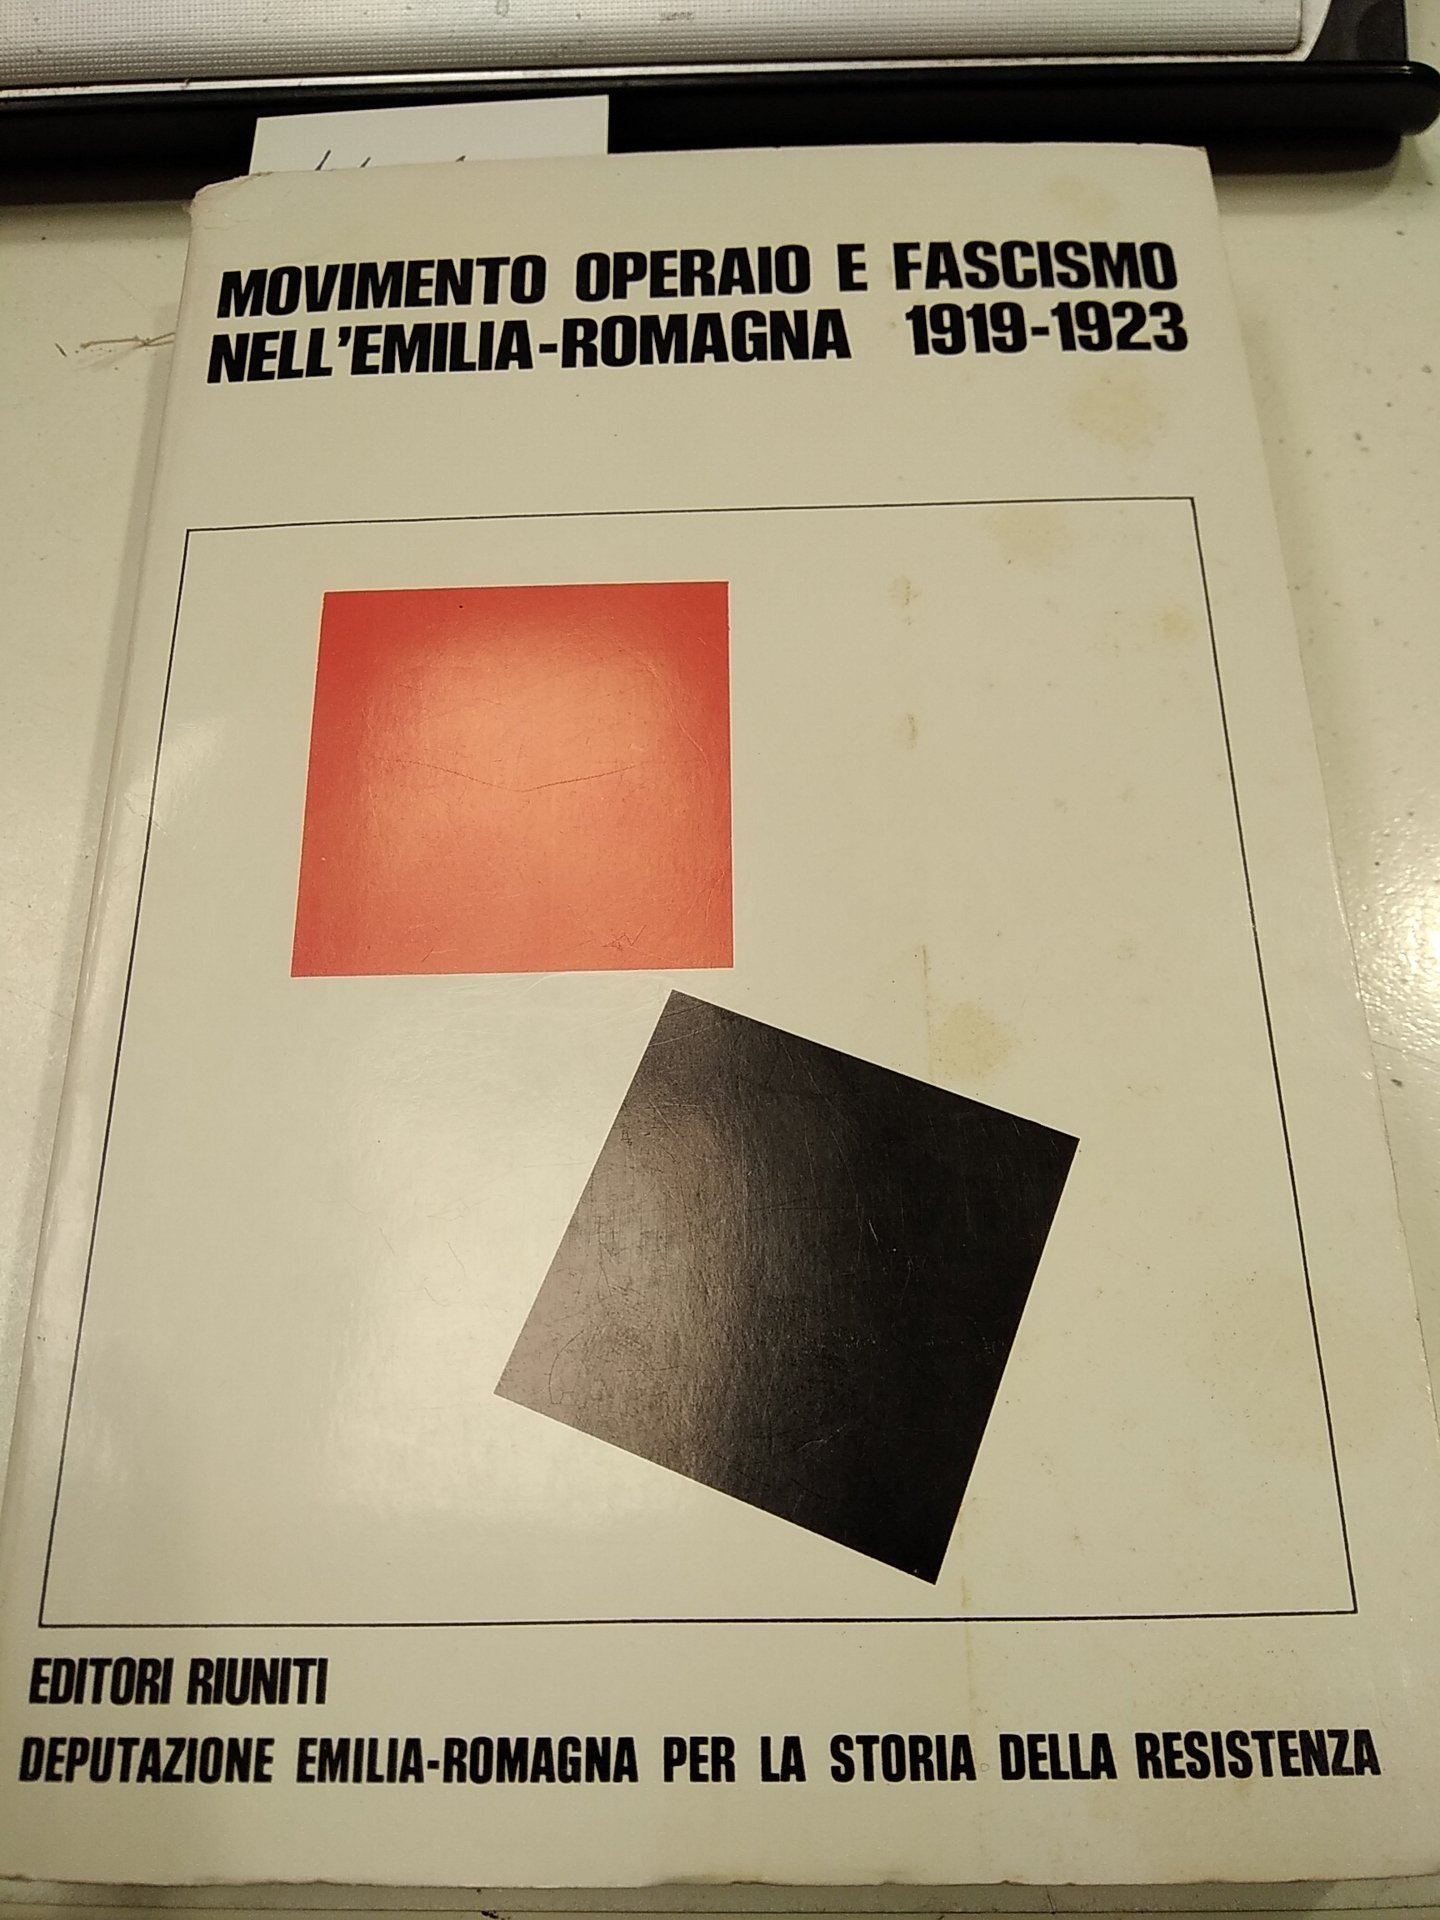 MOVIMENTO OPERAIO E FASCISMO
NELL'EMILIA-ROMAGNA 1919-1923
EDITORI RIUNITI
DEPUTAZIONE EMILIA-ROMAGNA PER LA STORIA DELLA RESISTENZA